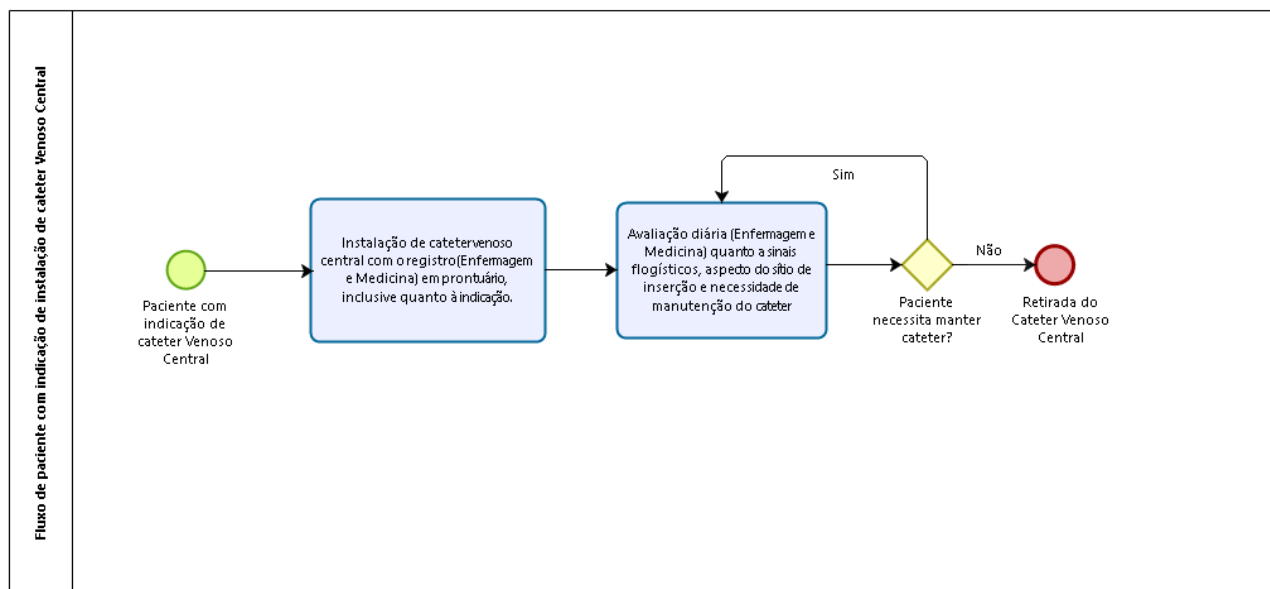 Fluxo de paciente com indicação de instalação de cateter Venoso Central
Paciente com
indicação de
cateter Venoso
Central
Instalação de catetervenoso
central com o registro(Enfermagem
e Medicina) em prontuário,
inclusive quanto à indicação.
Avaliação diária (Enfermagem e
Medicina) quanto a sinais
flogísticos, aspecto do sítio de
inserção e necessidade de
manutenção do cateter
Sim
Paciente
necessita manter
cateter?
Não
Retirada do
Cateter Venoso
Central